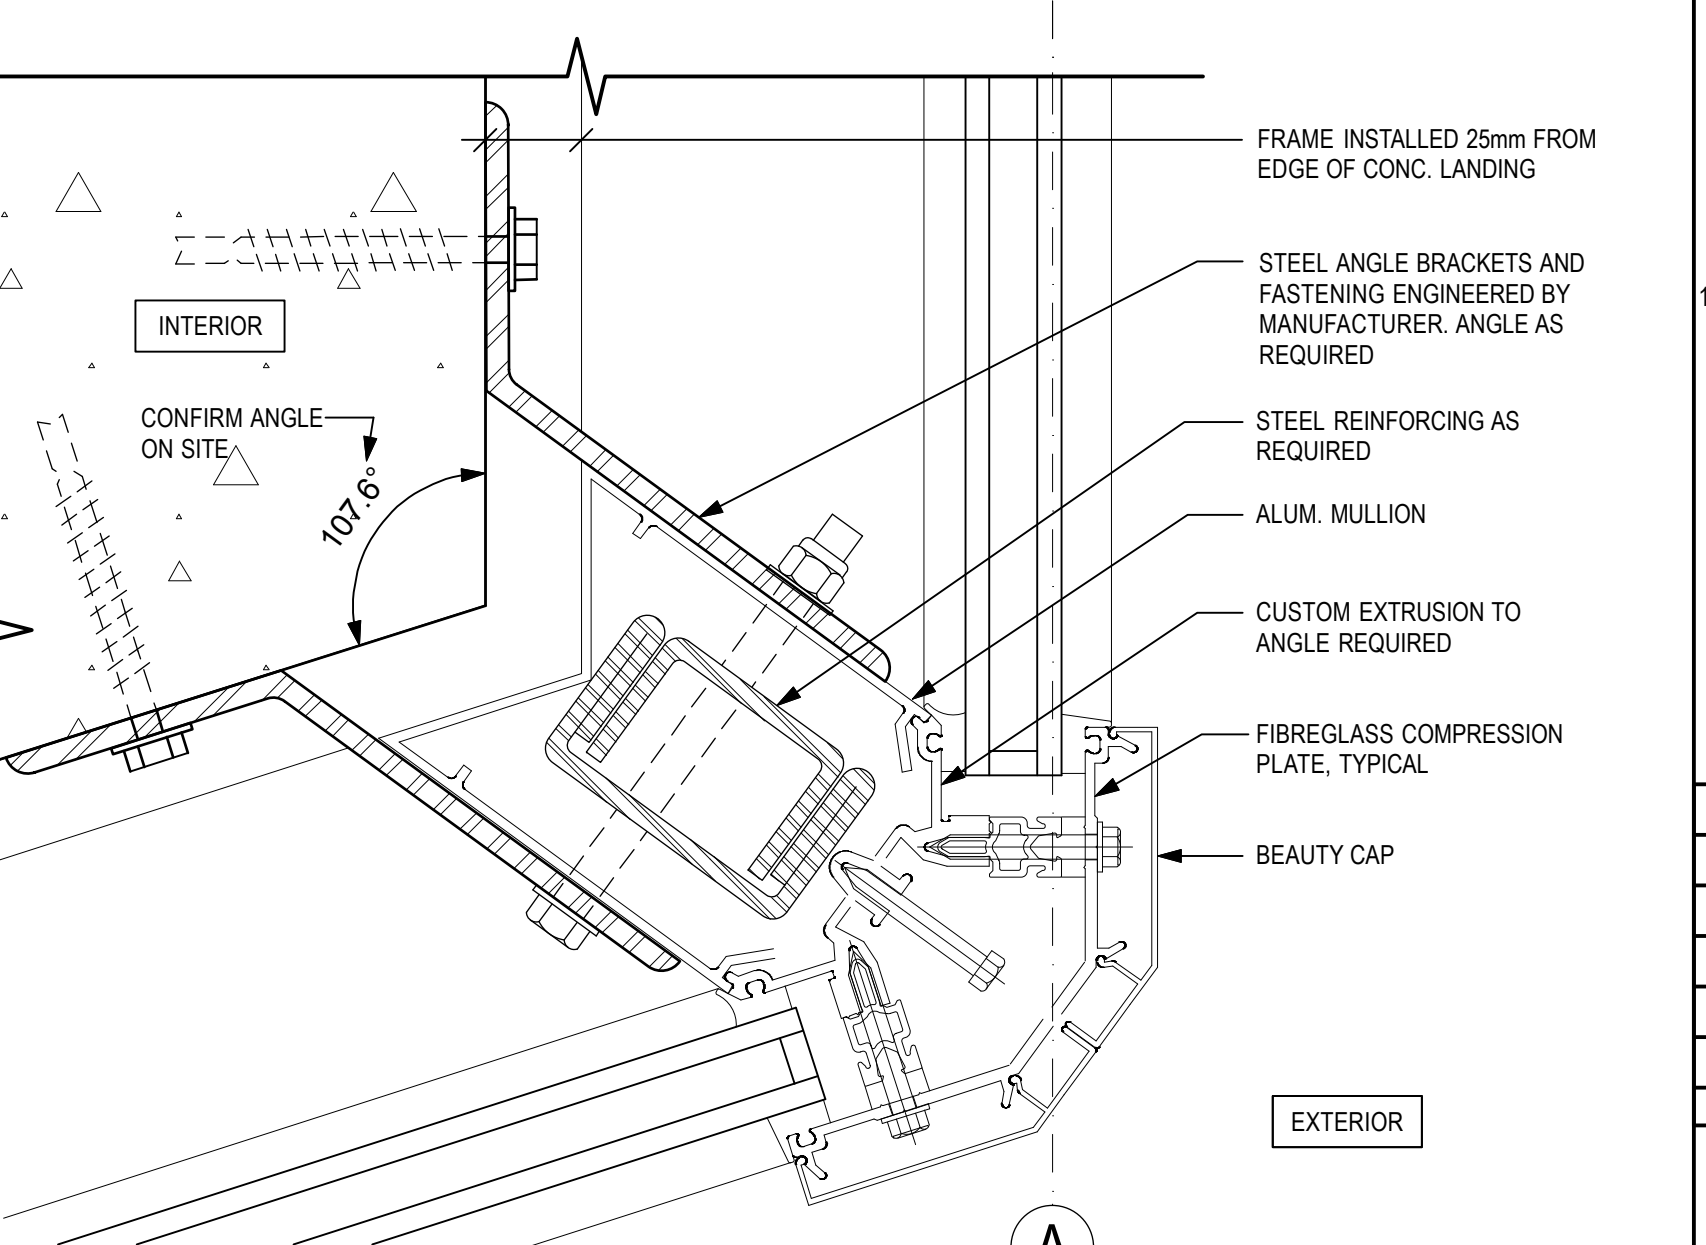 FRAME INSTALLED 25mm FROM
EDGE OF CONC. LANDING
STEEL ANGLE BRACKETS AND
FASTENING ENGINEERED BY
MANUFACTURER. ANGLE AS
REQUIRED
INTERIOR
CONFIRM ANGLE
ON SITE
107.6°
STEEL REINFORCING AS
REQUIRED
ALUM. MULLION
CUSTOM EXTRUSION TO
ANGLE REQUIRED
FIBREGLASS COMPRESSION
PLATE, TYPICAL
BEAUTY CAP
EXTERIOR
A